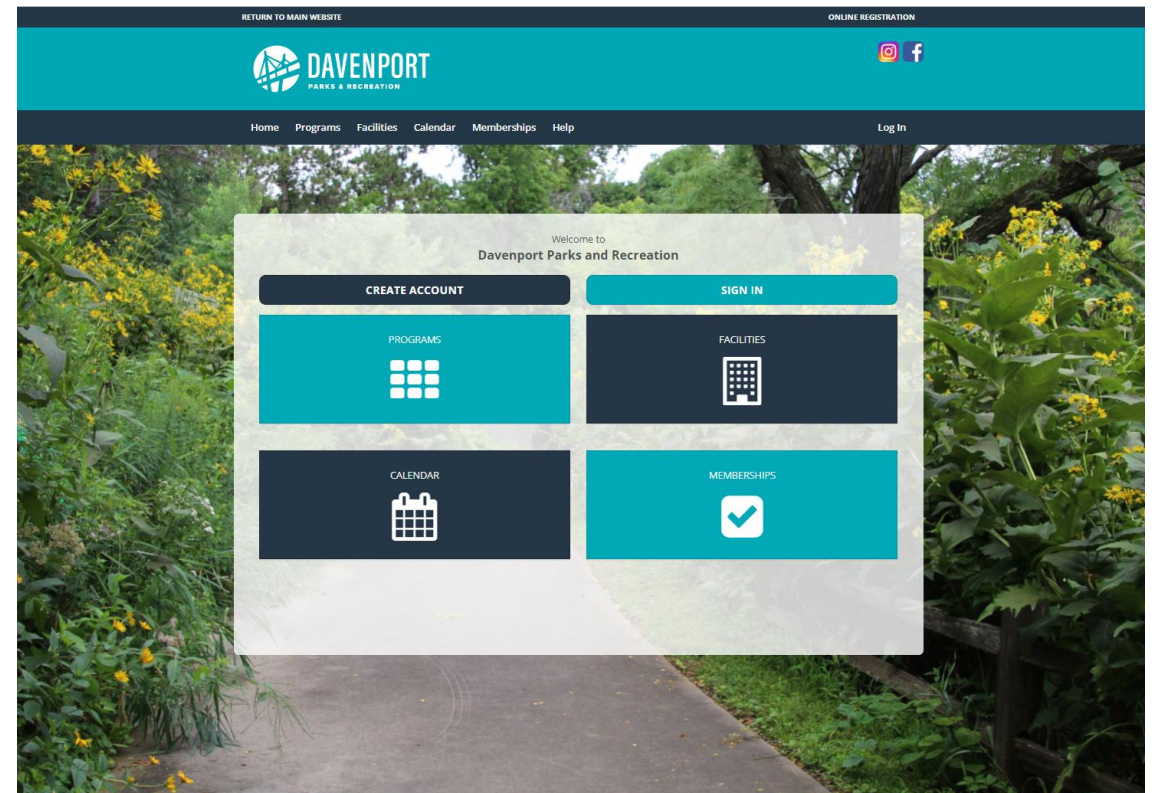 RETURN TO MAIN WEBSITE
ONLINE REGISTRATION
DAVENPORT
PARKS & RECREATION
Home Programs Facilities Calendar Memberships Help
Log In
Welcome to
Davenport Parks and Recreation
CREATE ACCOUNT
SIGN IN
PROGRAMS
FACILITIES
CALENDAR
MEMBERSHIPS